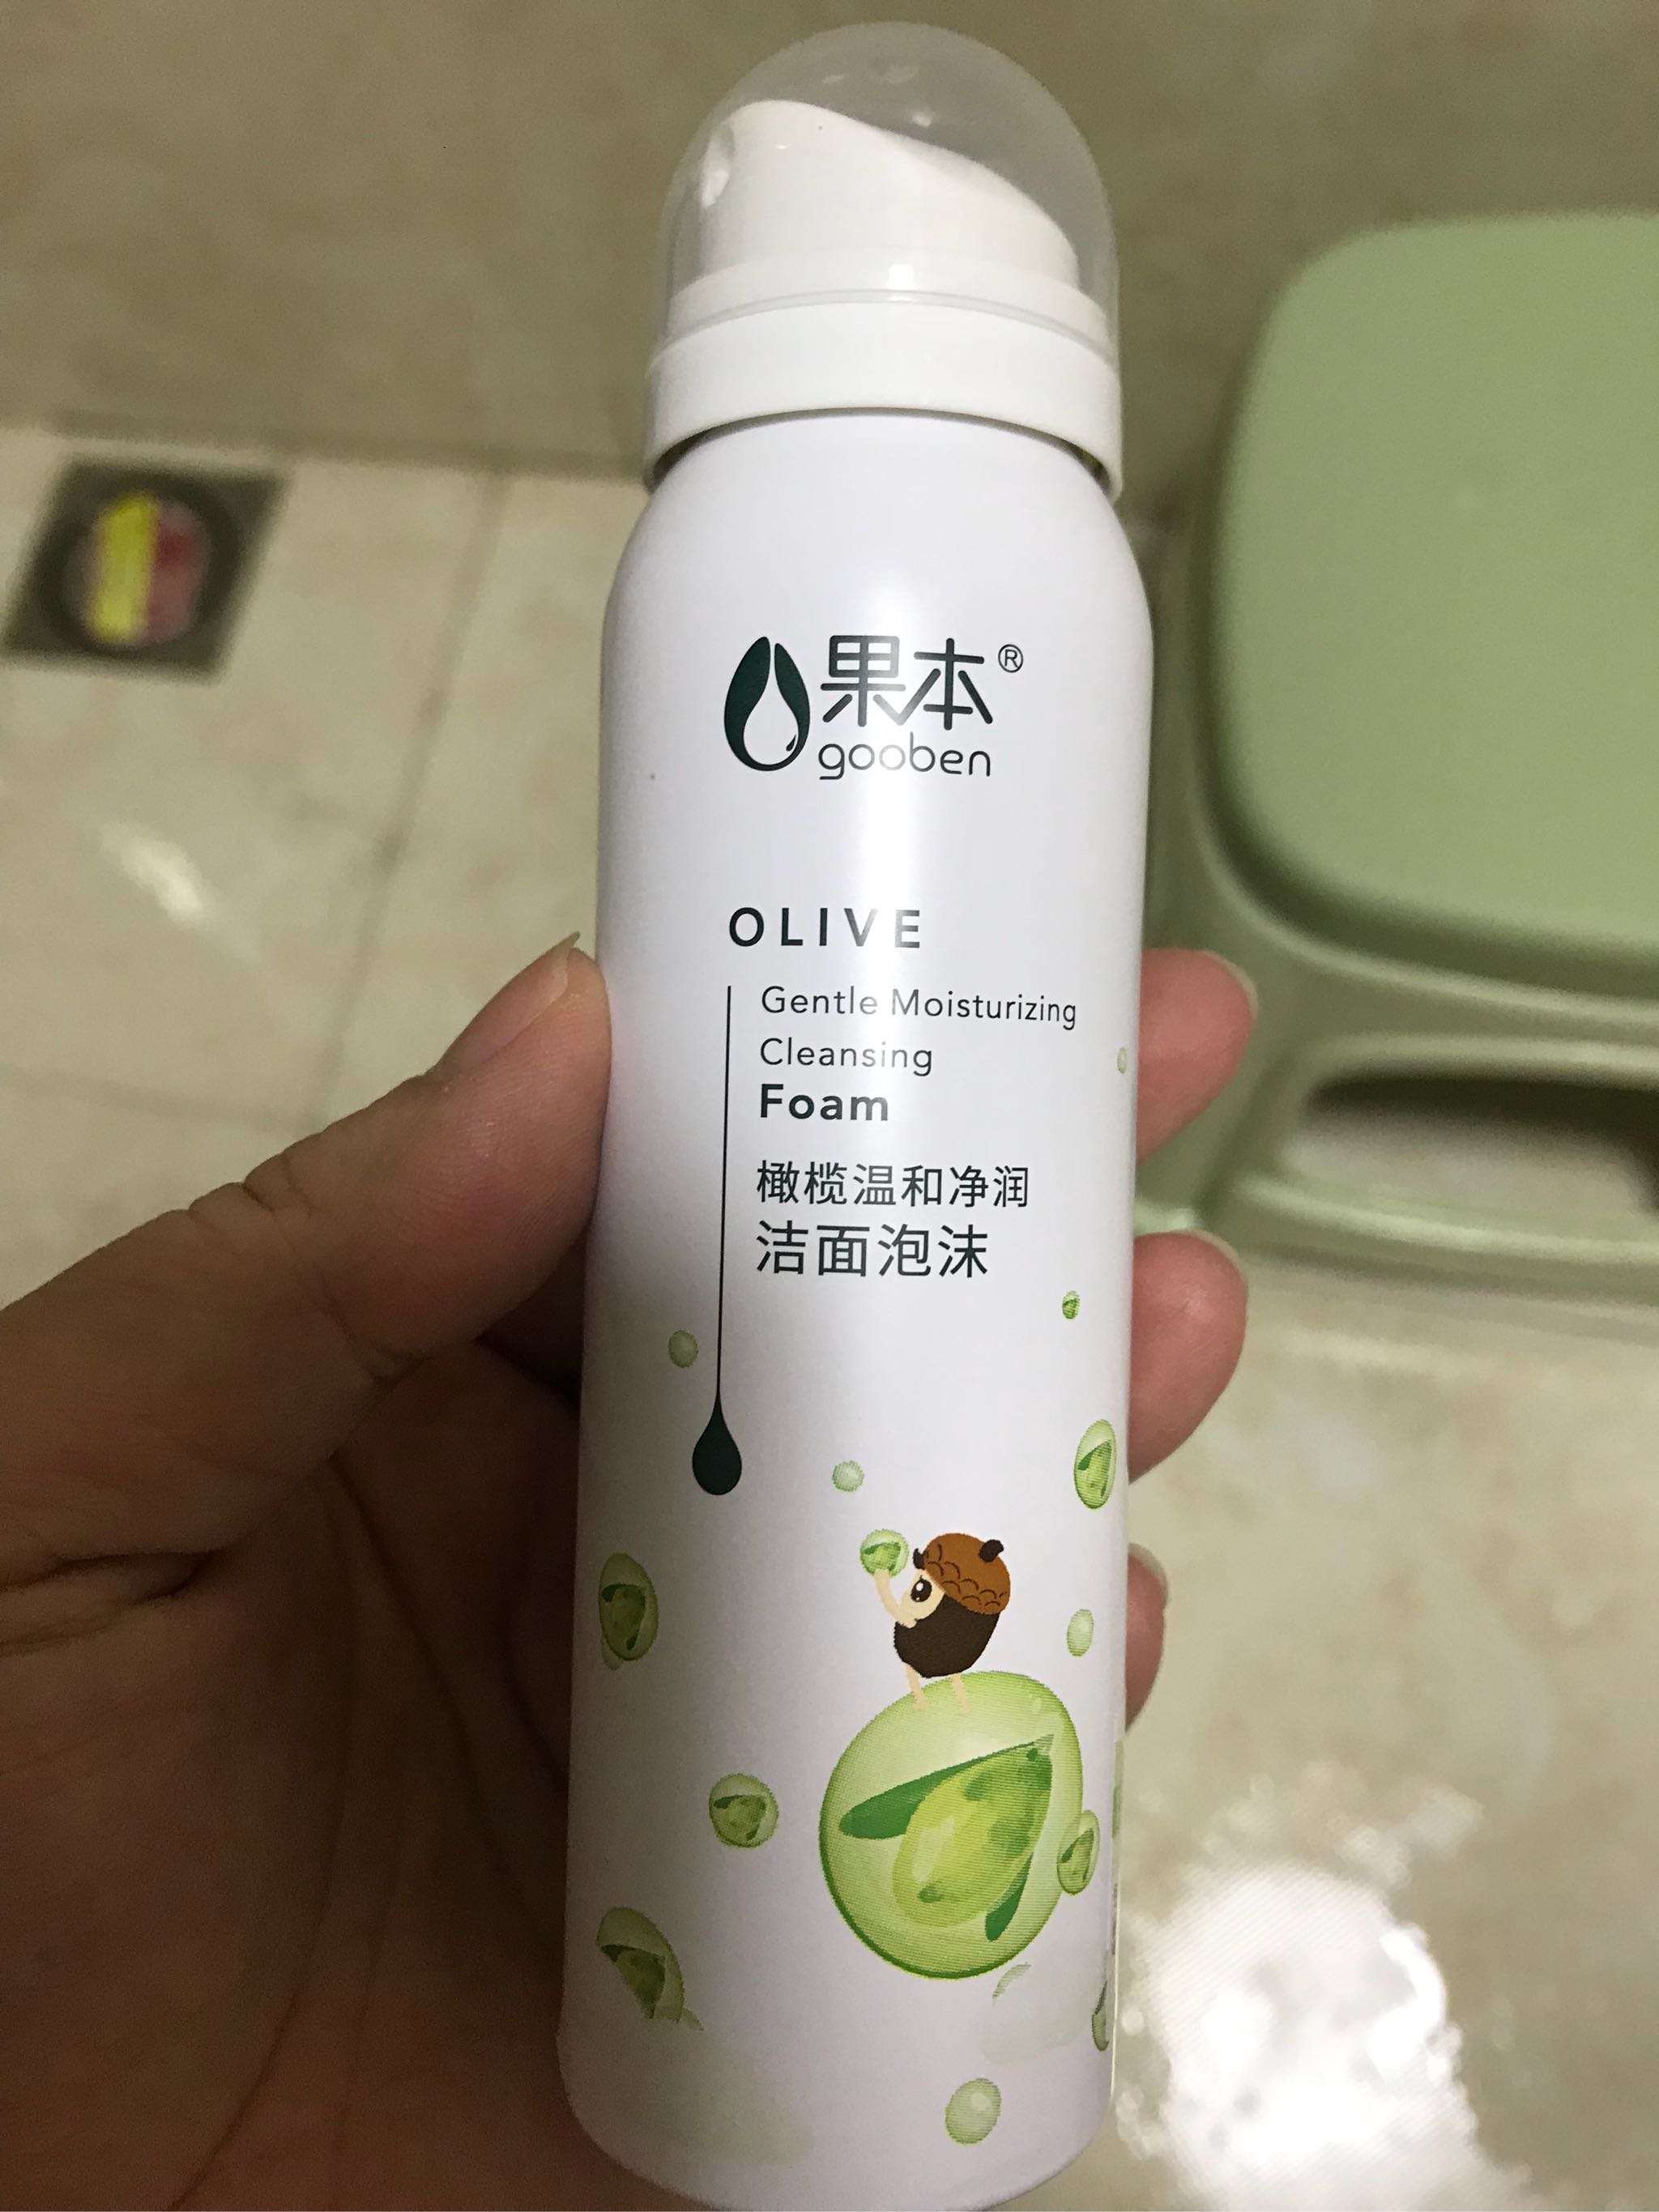 果本®
gooben
OLIVE
Gentle Moisturizing
Cleansing
Foam
橄榄温和净润
洁面泡沫